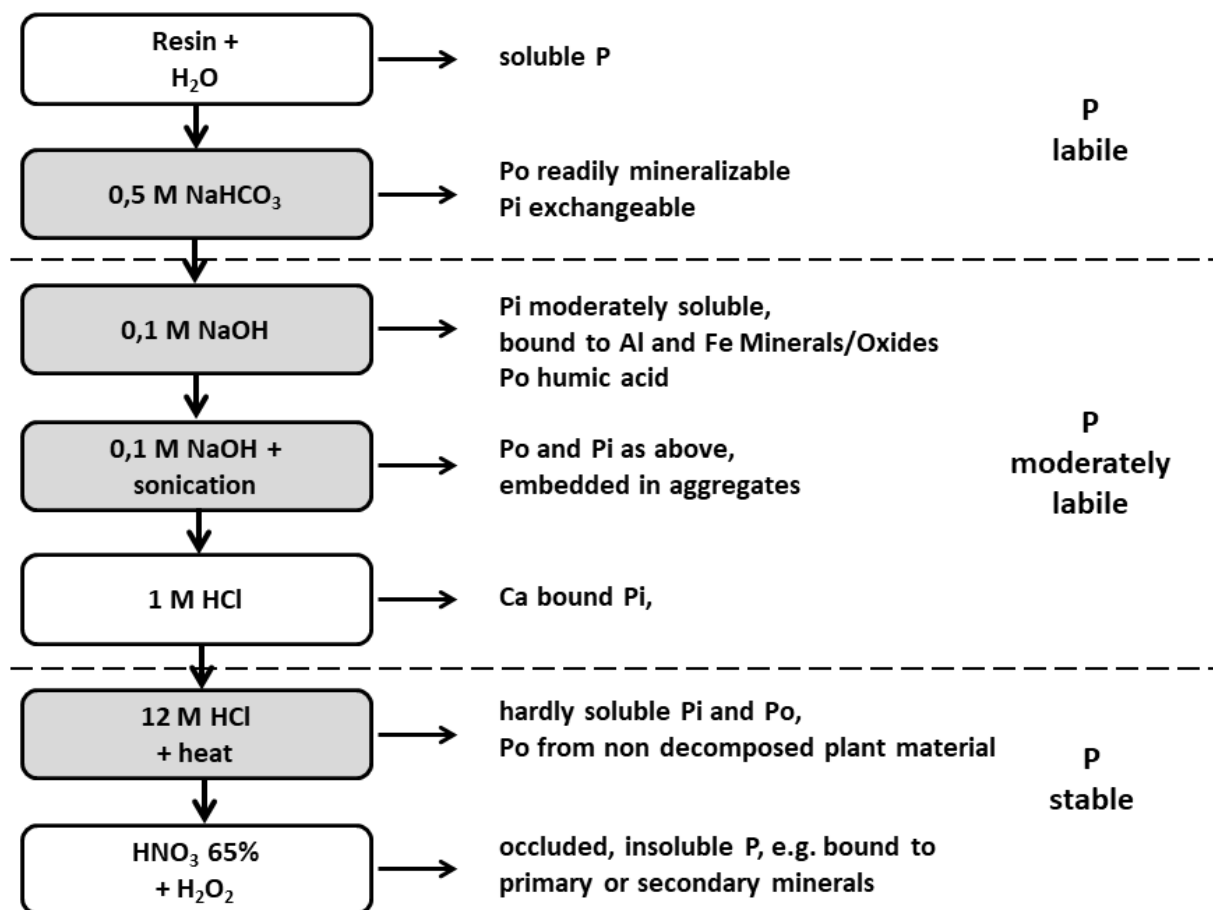 Resin +
H₂O
soluble P
P
labile
0,5 M NaHCO₃
Po readily mineralizable
Pi exchangeable
0,1 M NaOH
Pi moderately soluble,
bound to Al and Fe Minerals/Oxides
Po humic acid
P
moderately
labile
0,1 M NaOH +
sonication
Po and Pi as above,
embedded in aggregates
1 M HCl
Ca bound Pi,
12 M HCl
+ heat
hardly soluble Pi and Po,
Po from non decomposed plant material
P
stable
HNO₃ 65%
+ H₂O₂
occluded, insoluble P, e.g. bound to
primary or secondary minerals